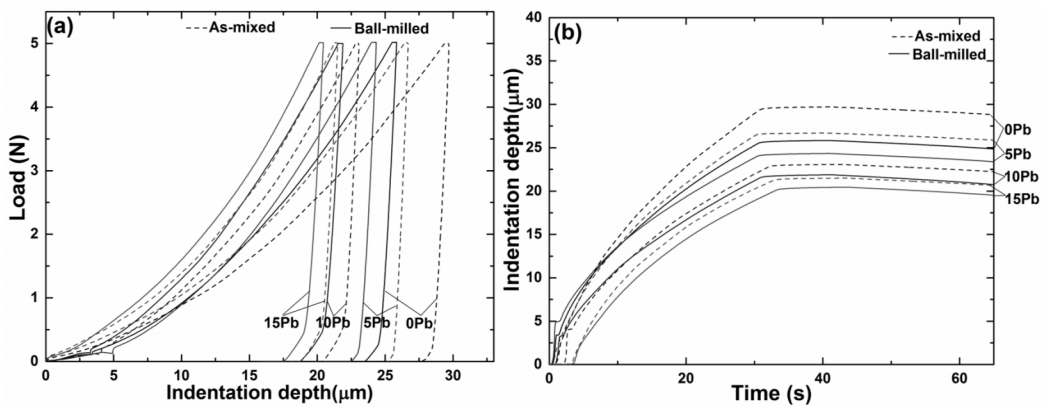 (a)
As-mixed
Ball-milled
Load (N)
5
4
3
2
1
0
15Pb
10Pb
5Pb
0Pb
0 5 10 15 20 25 30
Indentation depth(μm)
(b)
As-mixed
Ball-milled
Indentation depth(μm)
40
35
30
25
20
15
10
5
0
0Pb
5Pb
10Pb
15Pb
0 20 40 60
Time (s)